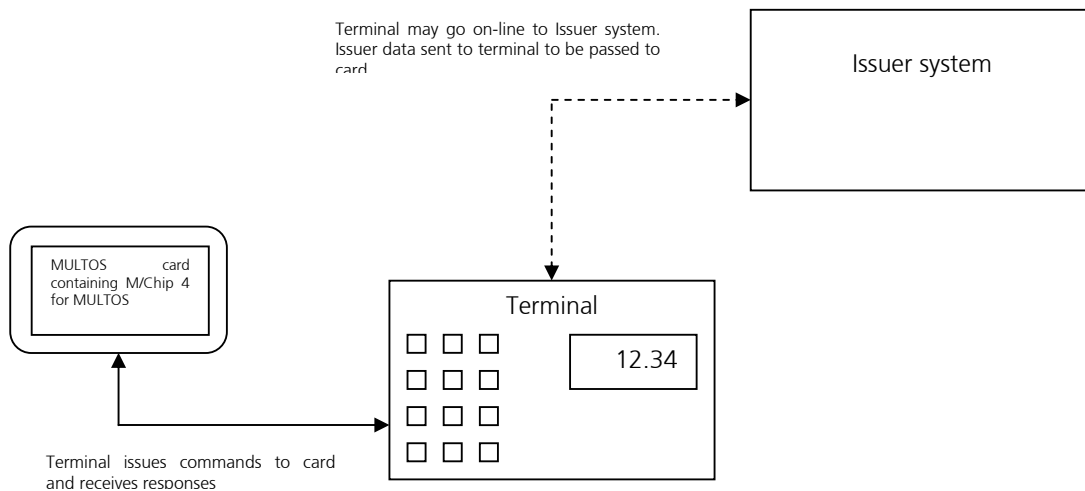 Terminal may go on-line to Issuer system.
Issuer data sent to terminal to be passed to
card
Issuer system
MULTOS card
containing M/Chip 4
for MULTOS
Terminal
12.34
Terminal issues commands to card
and receives responses